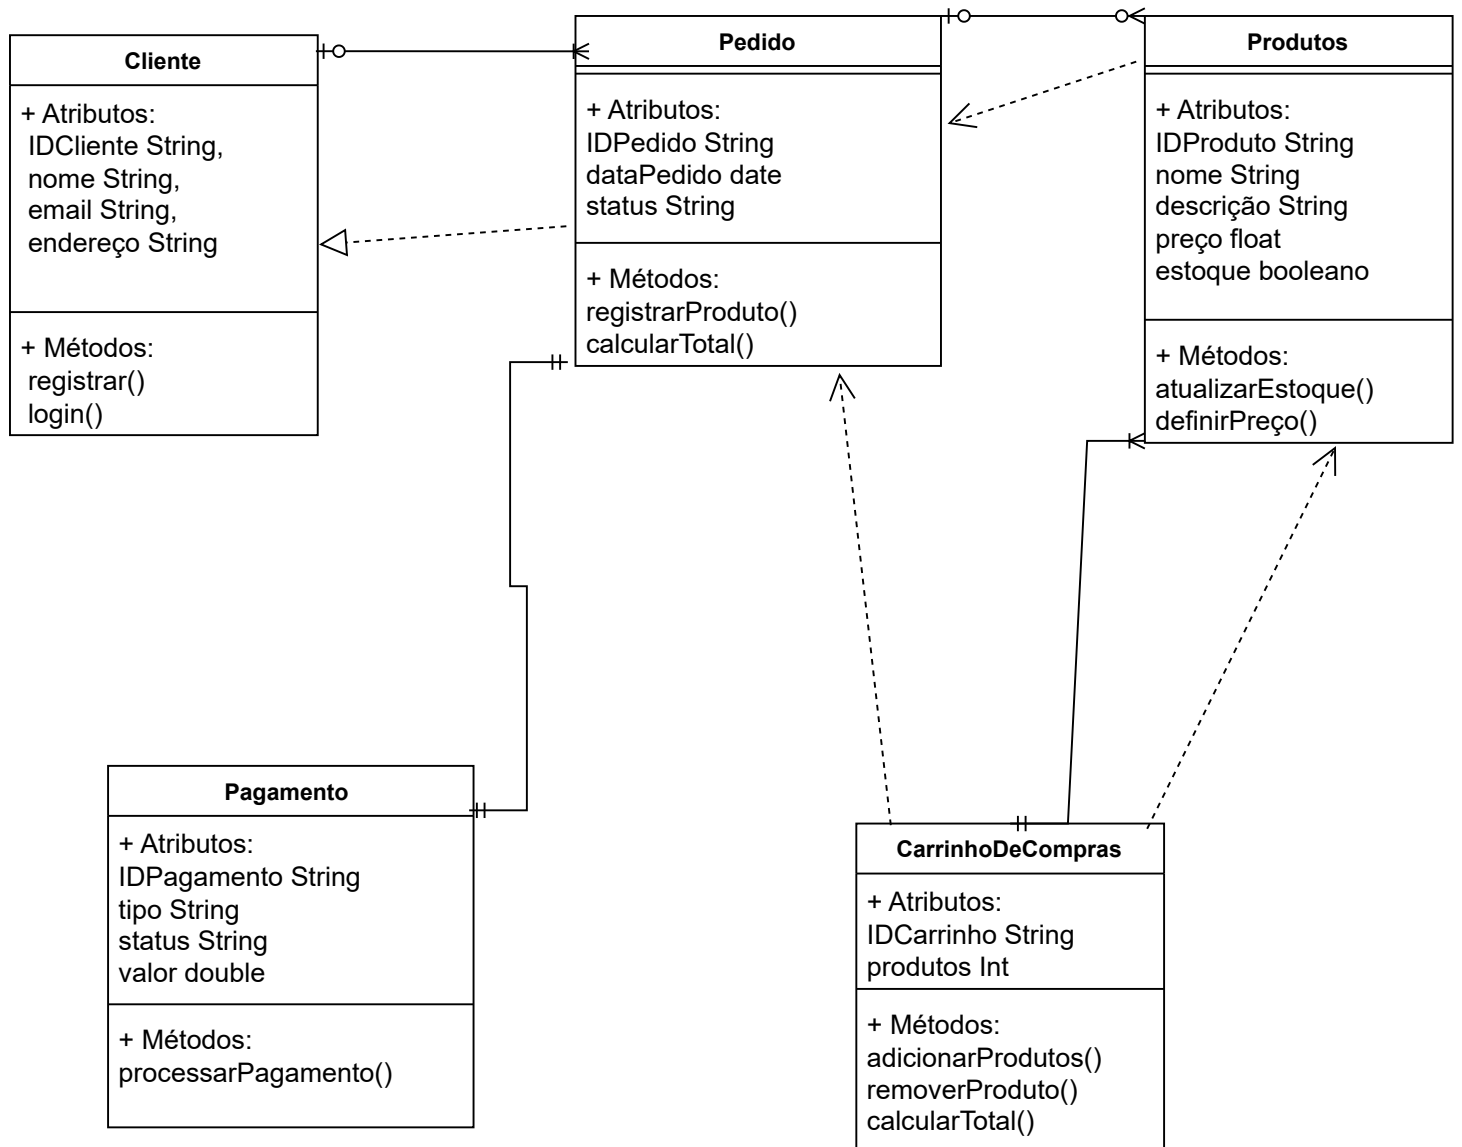 Cliente
+ Atributos:
IDCliente String,
nome String,
email String,
endereço String
+ Métodos:
registrar()
login()
Pedido
+ Atributos:
IDPedido String
dataPedido date
status String
+ Métodos:
registrarProduto()
calcularTotal()
Produtos
+ Atributos:
IDProduto String
nome String
descrição String
preço float
estoque booleano
+ Métodos:
atualizarEstoque()
definirPreço()
Pagamento
+ Atributos:
IDPagamento String
tipo String
status String
valor double
+ Métodos:
processarPagamento()
CarrinhoDeCompras
+ Atributos:
IDCarrinho String
produtos Int
+ Métodos:
adicionarProdutos()
removerProduto()
calcularTotal()